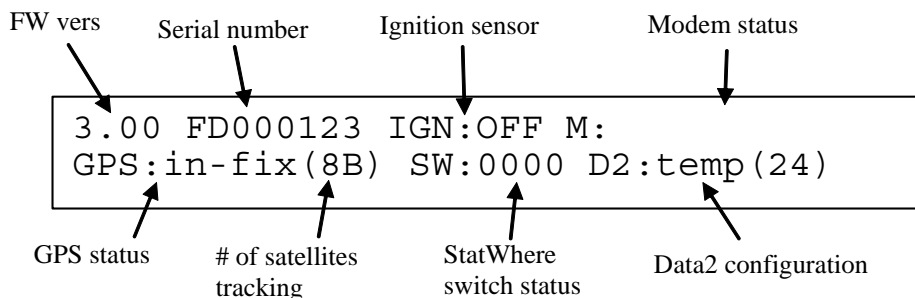 FW vers
Serial number
Ignition sensor
Modem status
3.00 FD000123 IGN:OFF M:
GPS:in-fix(8B) SW:0000 D2:temp(24)
GPS status
# of satellites
tracking
StatWhere
switch status
Data2 configuration